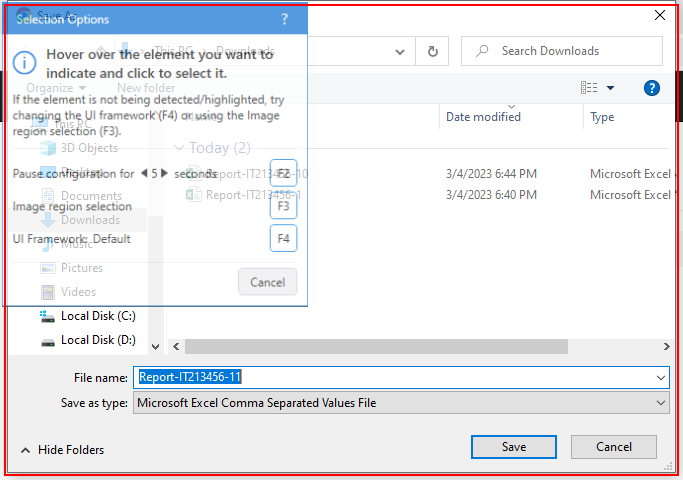 Save As
Selection Options ?
Hover over the element you want to
indicate and click to select it.
If the element is not being detected/highlighted, try
changing the UI framework (F4) or using the Image
region selection (F3).
Pause configuration for 5 seconds F2
Image region selection F3
UI Framework: Default F4
Cancel
This PC Downloads
Search Downloads
Organize New folder
Date modified Type
This PC
3D Objects
Documents
Downloads
Music
Pictures
Videos
Local Disk (C:)
Local Disk (D:)
Today (2)
Report-IT213456-10 3/4/2023 6:44 PM Microsoft Excel
Report-IT213456-1 3/4/2023 6:40 PM Microsoft Excel
File name: Report-IT213456-11
Save as type: Microsoft Excel Comma Separated Values File
Hide Folders Save Cancel